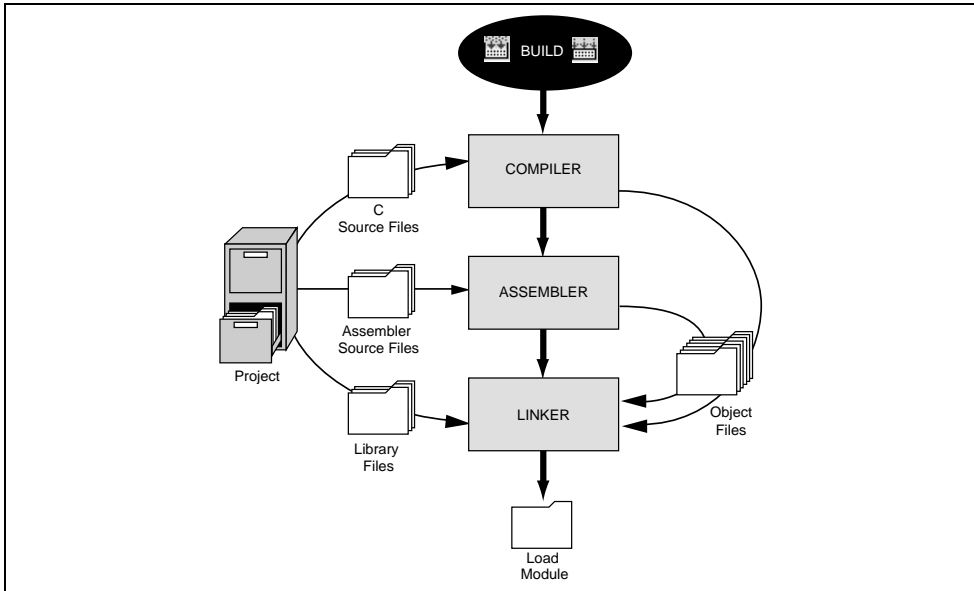 BUILD
COMPILER
C
Source Files
ASSEMBLER
Assembler
Source Files
Project
LINKER
Object
Files
Library
Files
Load
Module